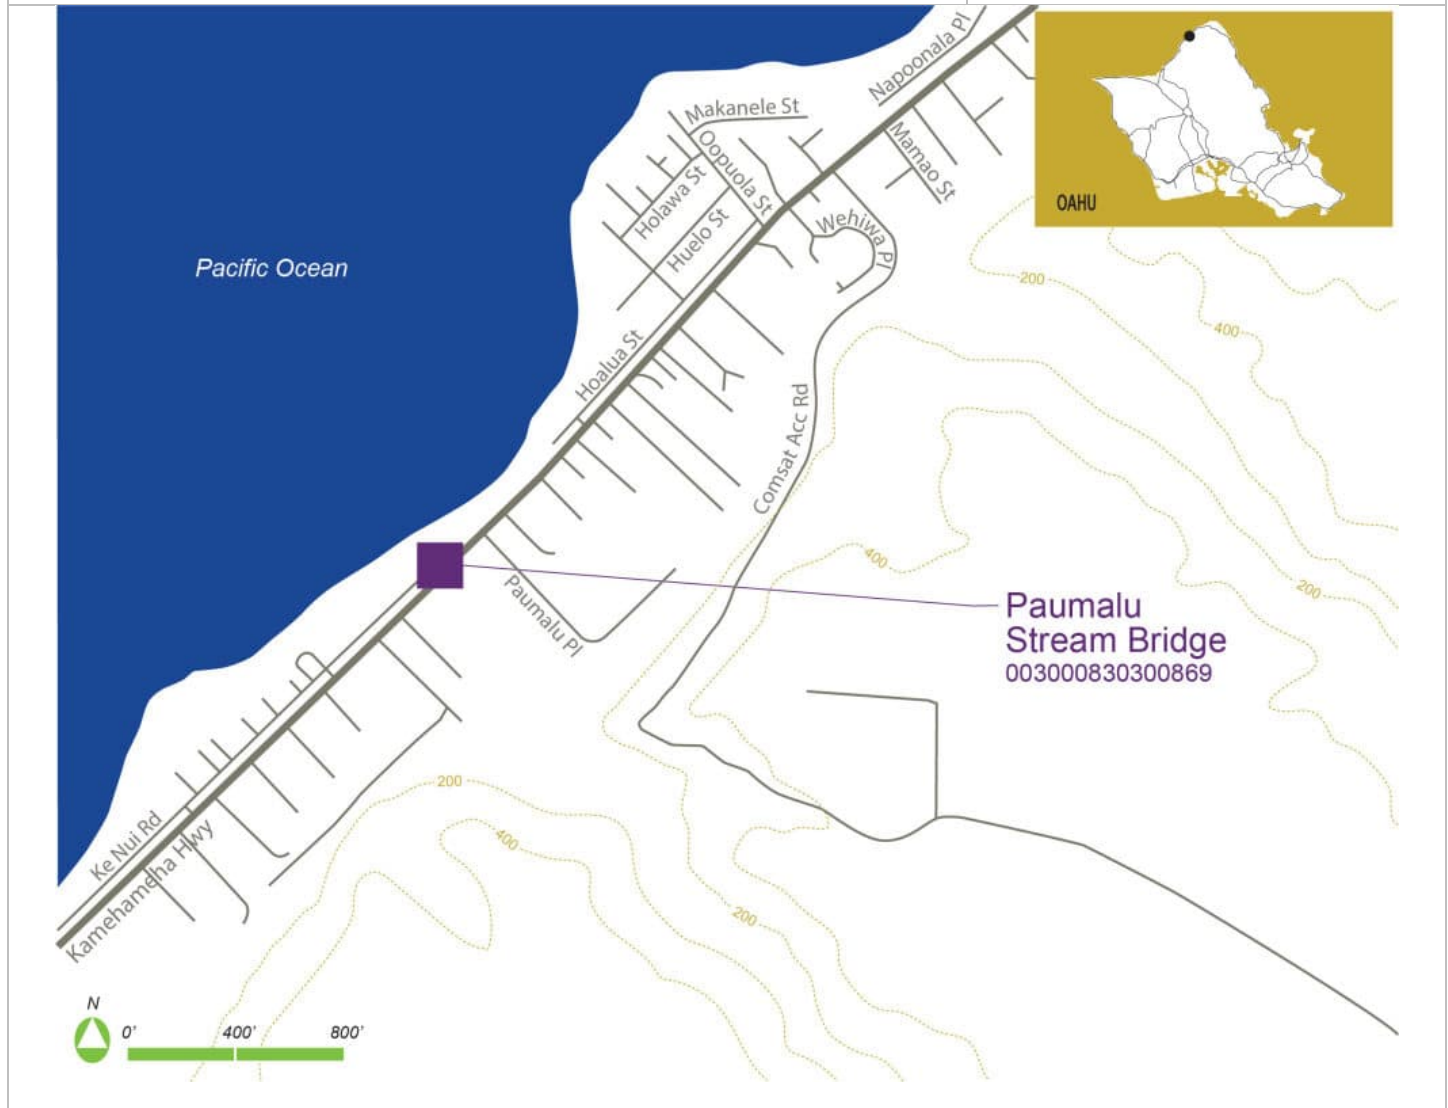 Napoonala Pl
Makanele St
Oopuola St
Mamao St
Holawa St
Huelo St
Wehiwa Pl
OAHU
Pacific Ocean
200
400
Hoalua St
Comsat Acc Rd
400
200
Paumalu Pl
Paumalu
Stream Bridge
003000830300869
200
400
Ke Nui Rd
Kamehameha Hwy
200
N
0'
400'
800'